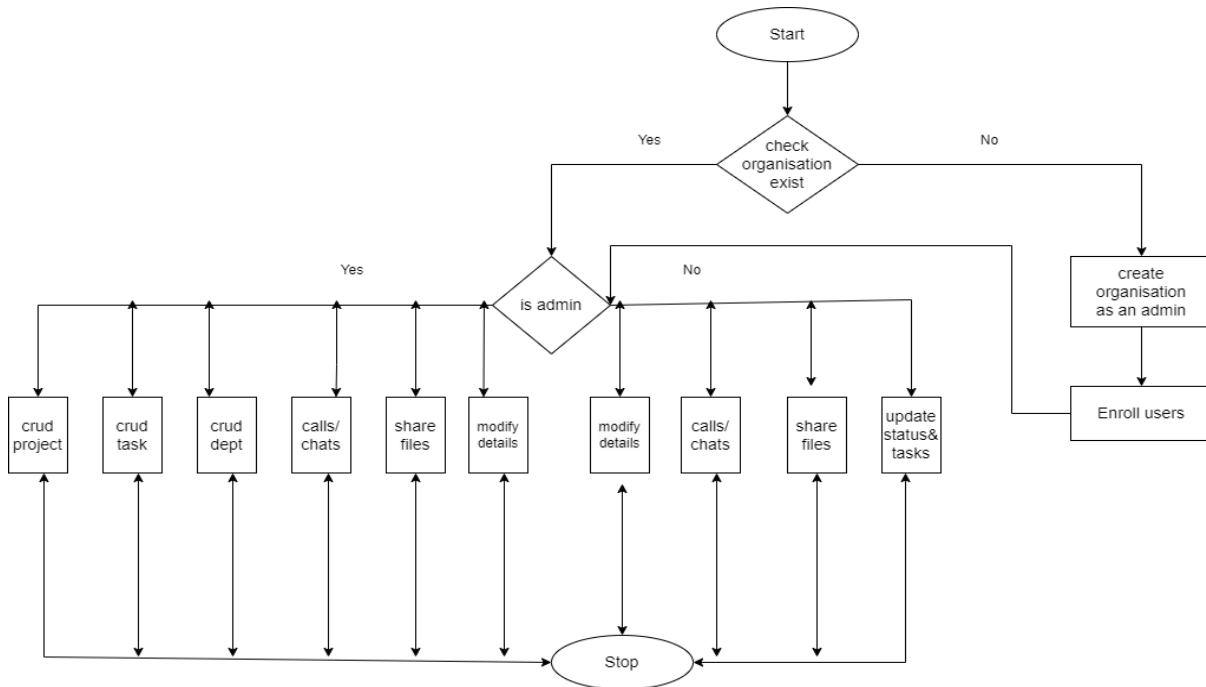 Start
check
organisation
exist
Yes
No
is admin
Yes
No
create
organisation
as an admin
Enroll users
crud
project
crud
task
crud
dept
calls/
chats
share
files
modify
details
modify
details
calls/
chats
share
files
update
status&
tasks
Stop